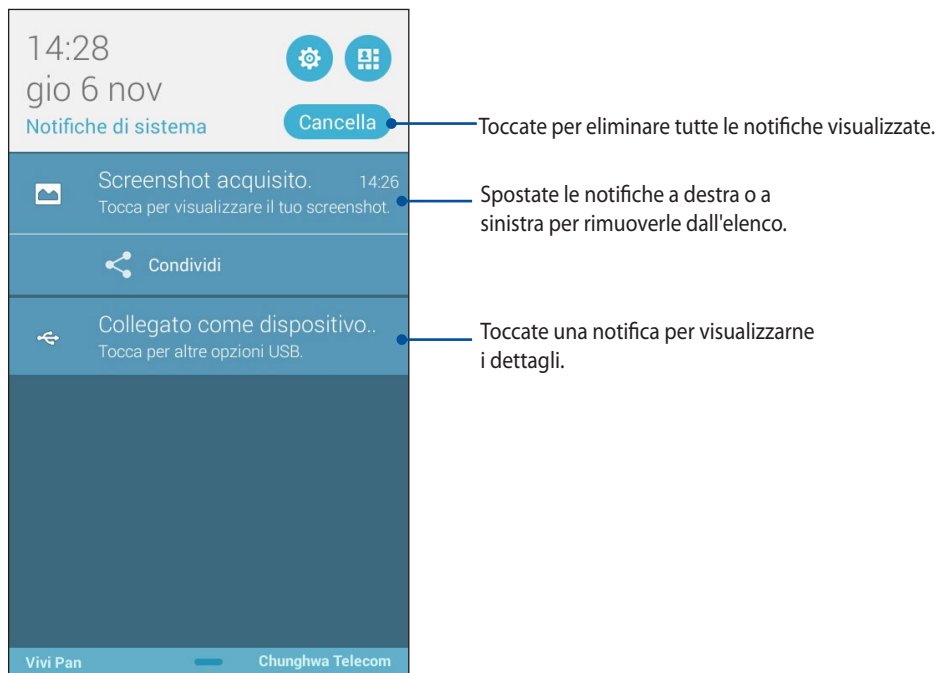 14:28
gio 6 nov
Notifiche di sistema
Cancella
Toccate per eliminare tutte le notifiche visualizzate.
Screenshot acquisito. 14:26
Tocca per visualizzare il tuo screenshot.
Spostate le notifiche a destra o a
sinistra per rimuoverle dall'elenco.
Condividi
Collegato come dispositivo..
Tocca per altre opzioni USB.
Toccate una notifica per visualizzarne
i dettagli.
Vivi Pan
Chunghwa Telecom